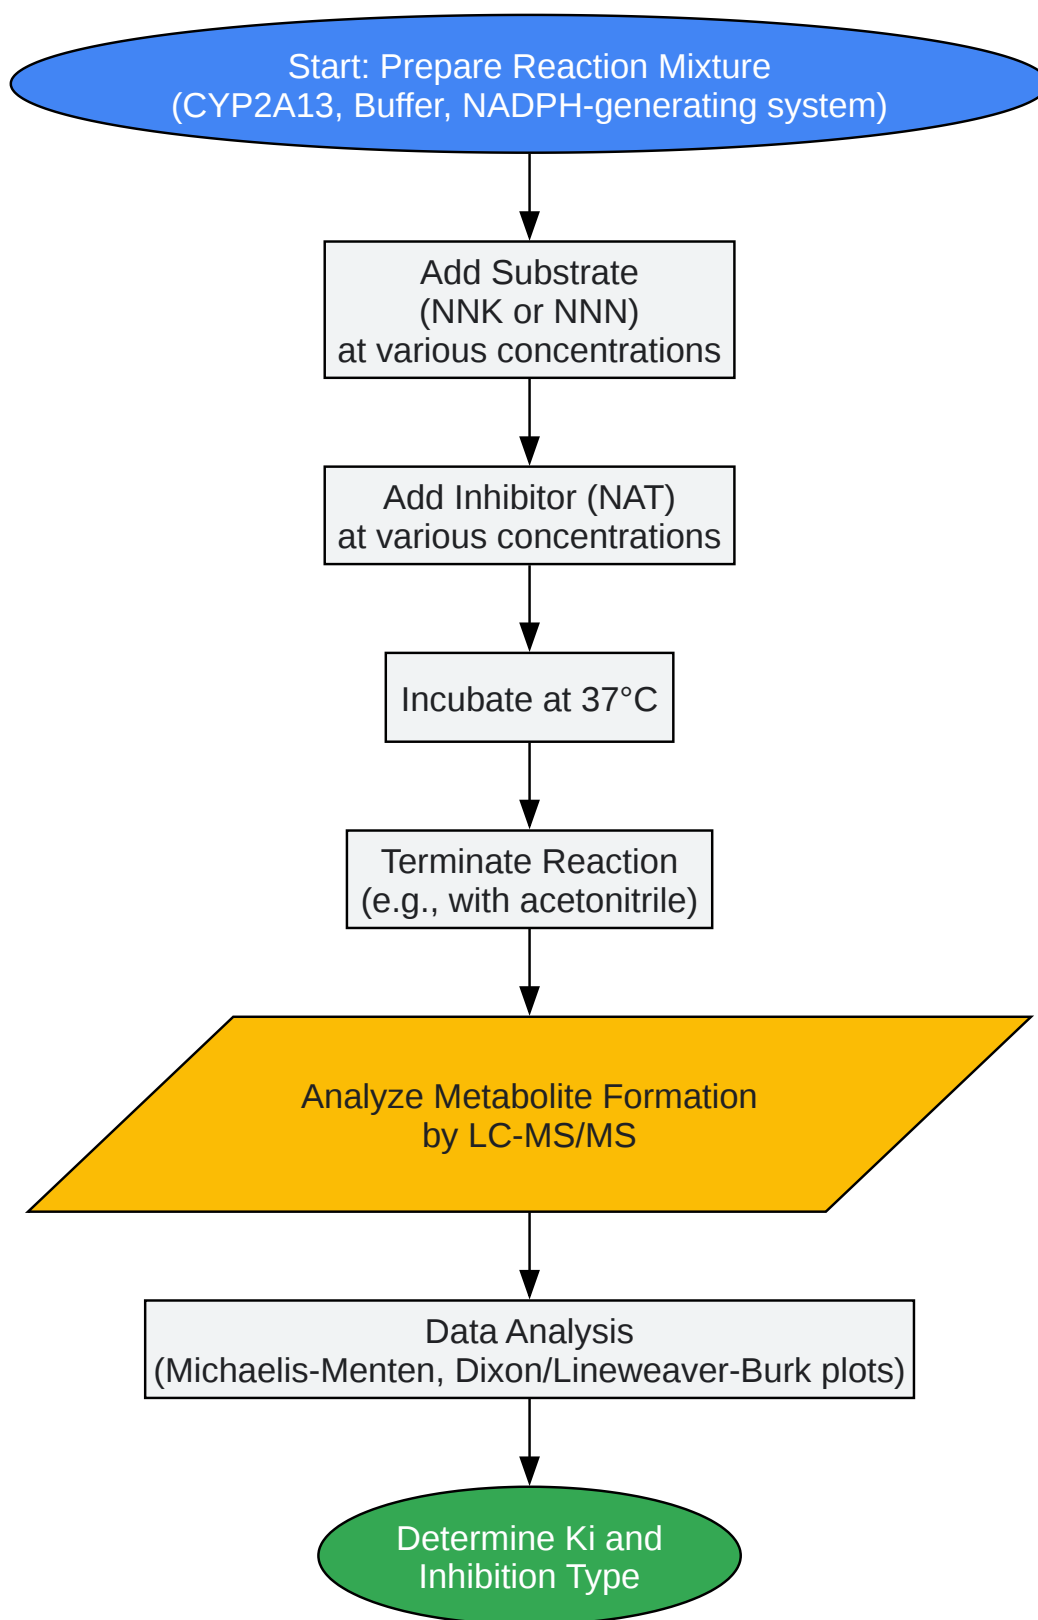 Start: Prepare Reaction Mixture
(CYP2A13, Buffer, NADPH-generating system)
Add Substrate
(NNK or NNN)
at various concentrations
Add Inhibitor (NAT)
at various concentrations
Incubate at 37°C
Terminate Reaction
(e.g., with acetonitrile)
Analyze Metabolite Formation
by LC-MS/MS
Data Analysis
(Michaelis-Menten, Dixon/Lineweaver-Burk plots)
Determine Ki and
Inhibition Type